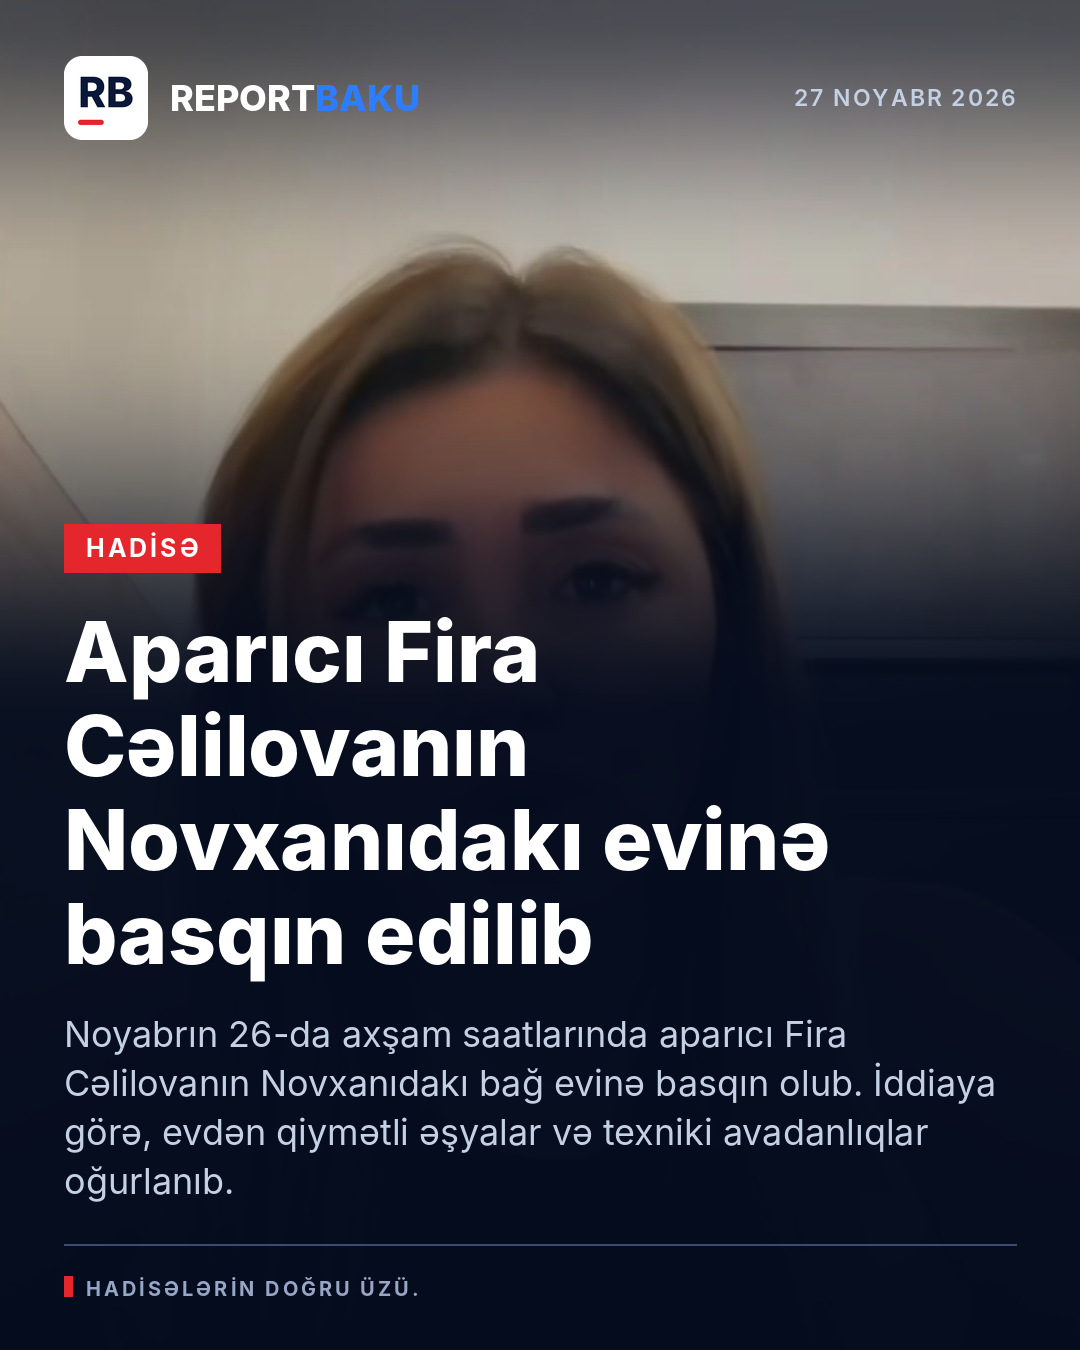 RB
REPORTBAKU
27 NOYABR 2026
HADİSƏ
Aparıcı Fira
Cəlilovanın
Novxanıdakı evinə
basqın edilib
Noyabrın 26-da axşam saatlarında aparıcı Fira
Cəlilovanın Novxanıdakı bağ evinə basqın olub. İddiaya
görə, evdən qiymətli əşyalar və texniki avadanlıqlar
oğurlanıb.
HADİSƏLƏRİN DOĞRU ÜZÜ.